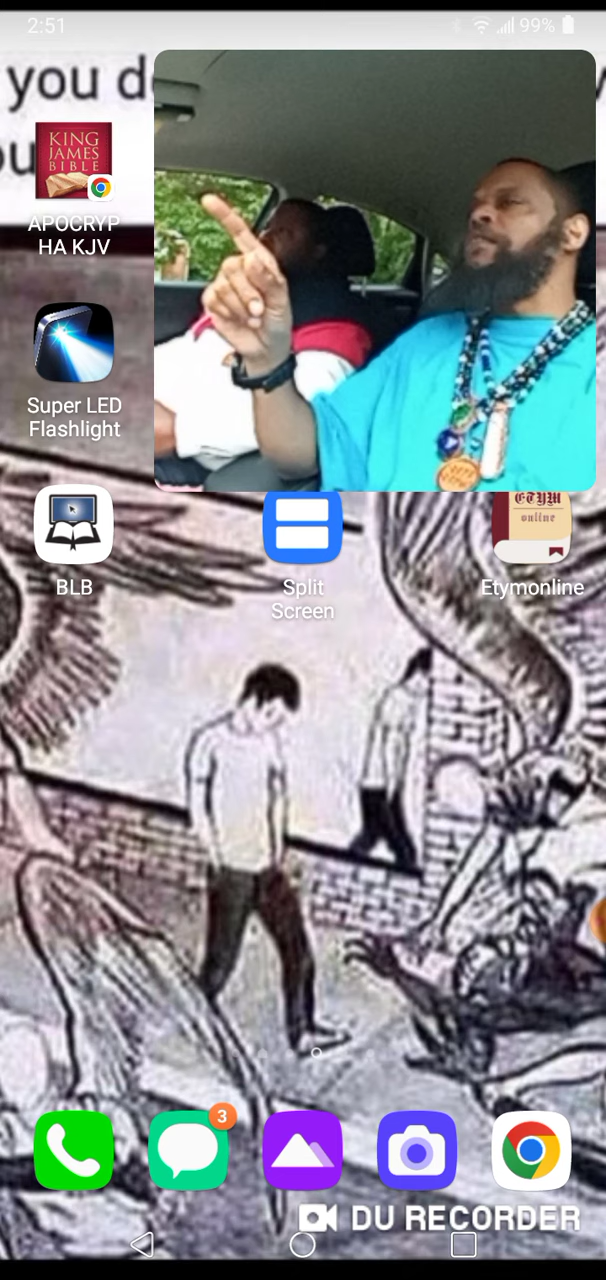 2:51
99%
you d
KING
JAMES
BIBLE
APOCRYP
HA KJV
Super LED
Flashlight
BLB
Split
Screen
ETYM
online
Etymonline
3
DU RECORDER